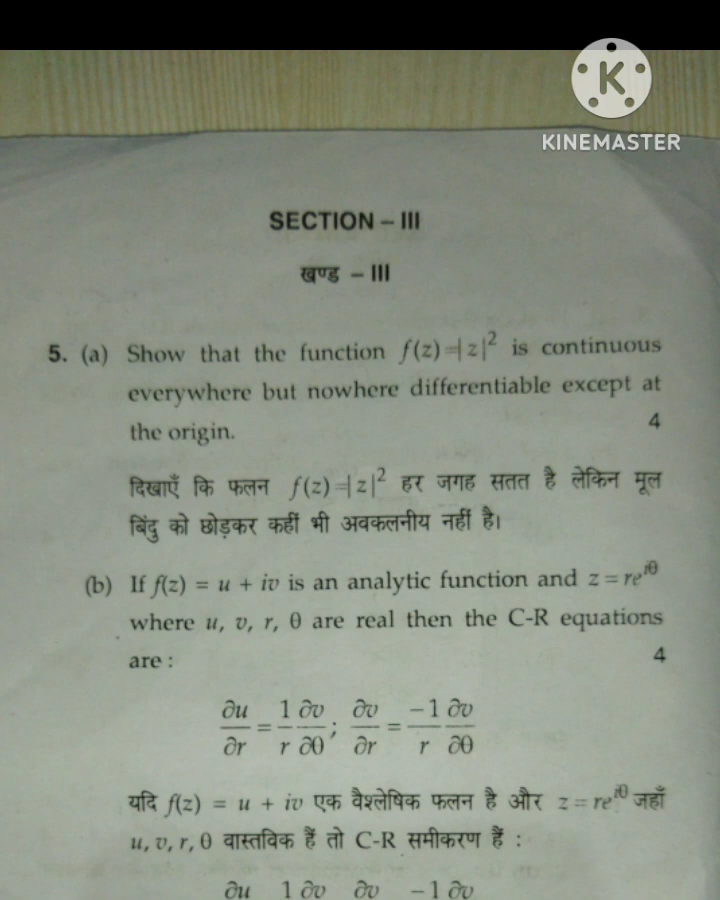 K
KINEMASTER
SECTION – III
खण्ड – III
5. (a) Show that the function f(z)=|z|² is continuous
everywhere but nowhere differentiable except at
the origin. 4
दिखाएँ कि फलन f(z)=|z|² हर जगह सतत है लेकिन मूल
बिंदु को छोड़कर कहीं भी अवकलनीय नहीं है।
(b) If f(z) = u + iv is an analytic function and z = re^{iθ}
where u, v, r, θ are real then the C-R equations
are : 4
∂u/∂r = 1/r ∂v/∂θ; ∂v/∂r = -1/r ∂v/∂θ
यदि f(z) = u + iv एक वैश्लेषिक फलन है और z = re^{iθ} जहाँ
u, v, r, θ वास्तविक हैं तो C-R समीकरण हैं :
∂u 1 ∂v ∂v -1 ∂v